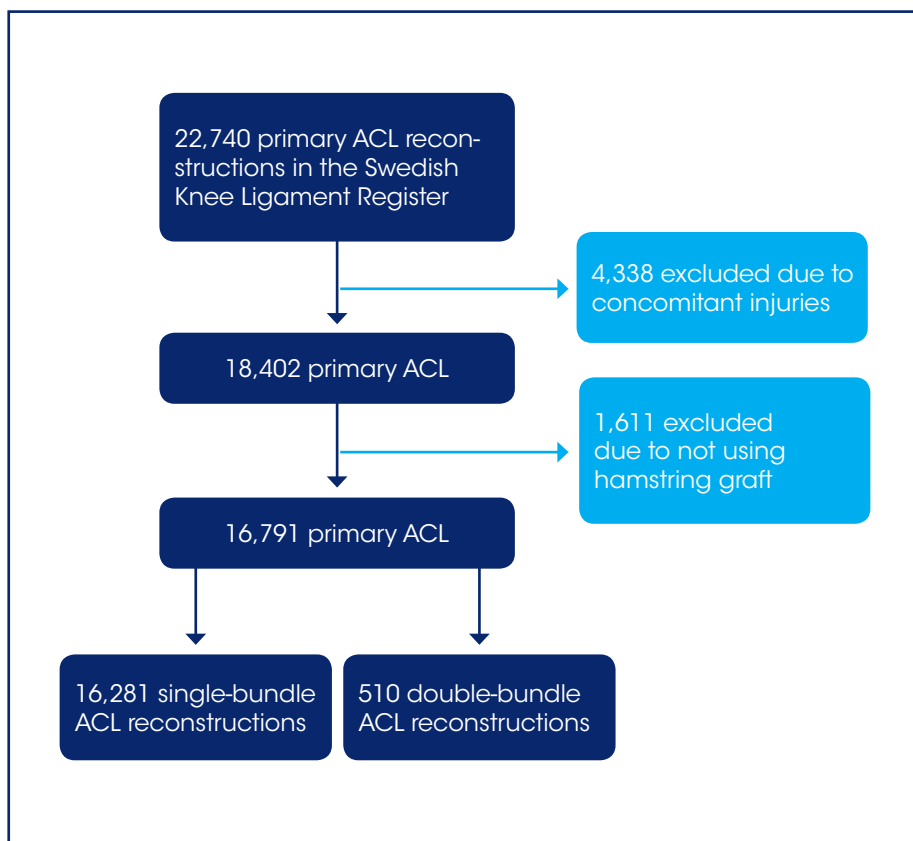 22,740 primary ACL recon-
structions in the Swedish
Knee Ligament Register
4,338 excluded due to
concomitant injuries
18,402 primary ACL
1,611 excluded
due to not using
hamstring graft
16,791 primary ACL
16,281 single-bundle
ACL reconstructions
510 double-bundle
ACL reconstructions